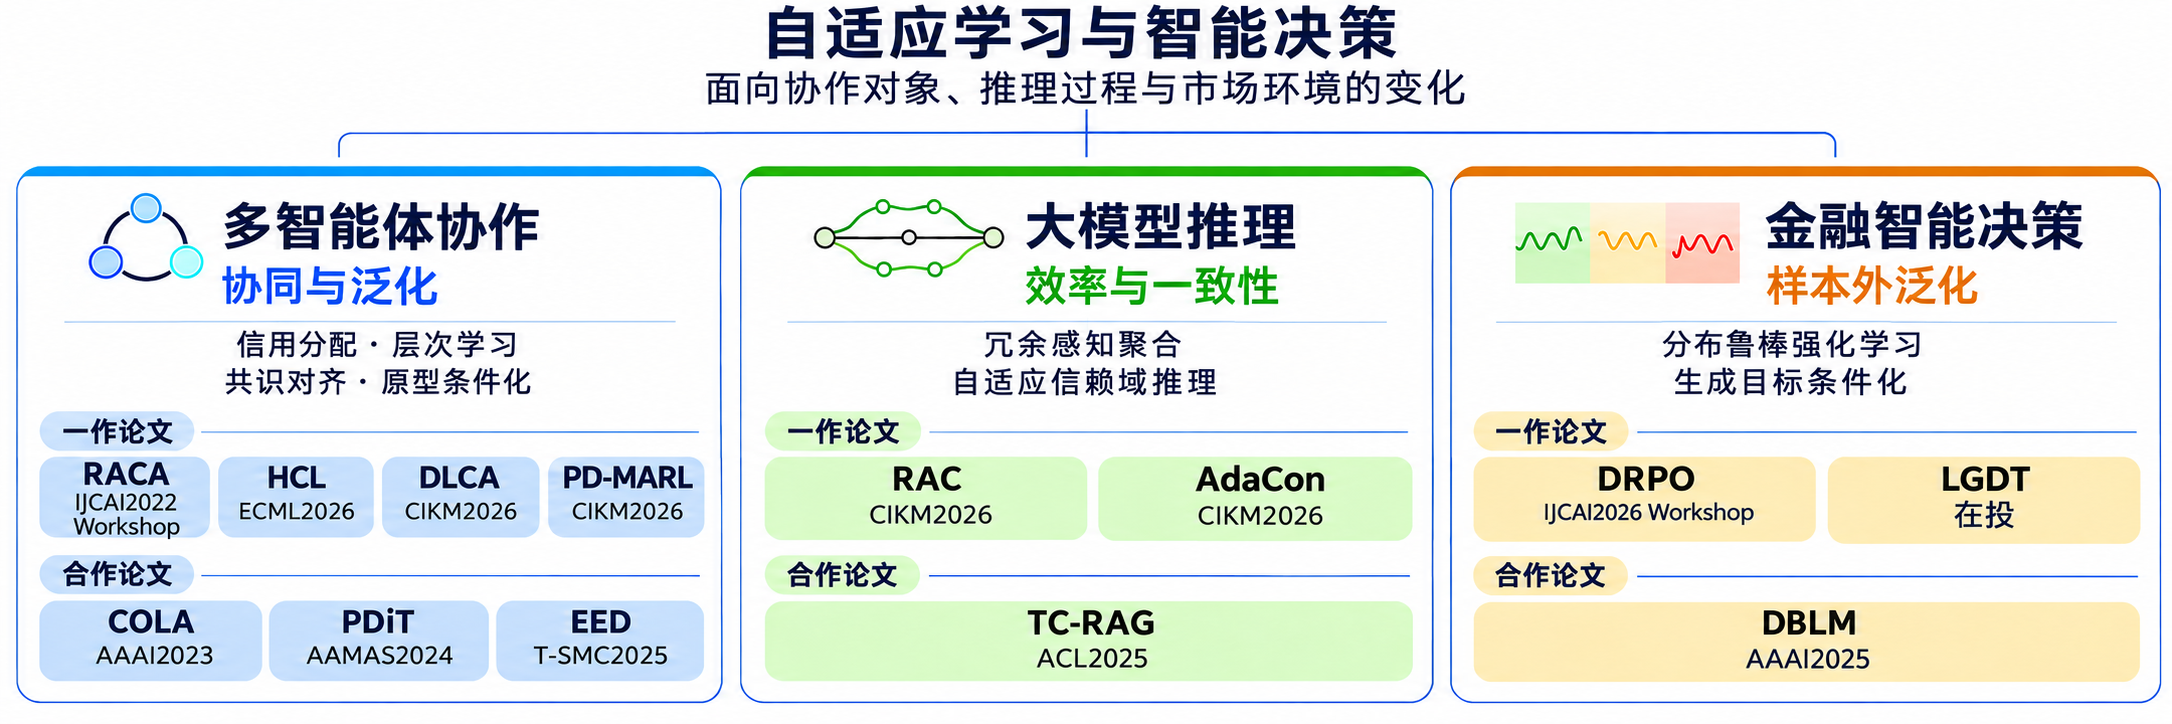 自适应学习与智能决策
面向协作对象、推理过程与市场环境的变化
多智能体协作
协同与泛化
信用分配·层次学习
共识对齐·原型条件化
一作论文
RACA
IJCAI2022
Workshop
HCL
ECML2026
DLCA
CIKM2026
PD-MARL
CIKM2026
合作论文
COLA
AAAI2023
PDiT
AAMAS2024
EED
T-SMC2025
大模型推理
效率与一致性
冗余感知聚合
自适应信赖域推理
一作论文
RAC
CIKM2026
AdaCon
CIKM2026
合作论文
TC-RAG
ACL2025
金融智能决策
样本外泛化
分布鲁棒强化学习
生成目标条件化
一作论文
DRPO
IJCAI2026 Workshop
LGDT
在投
合作论文
DBLM
AAAI2025